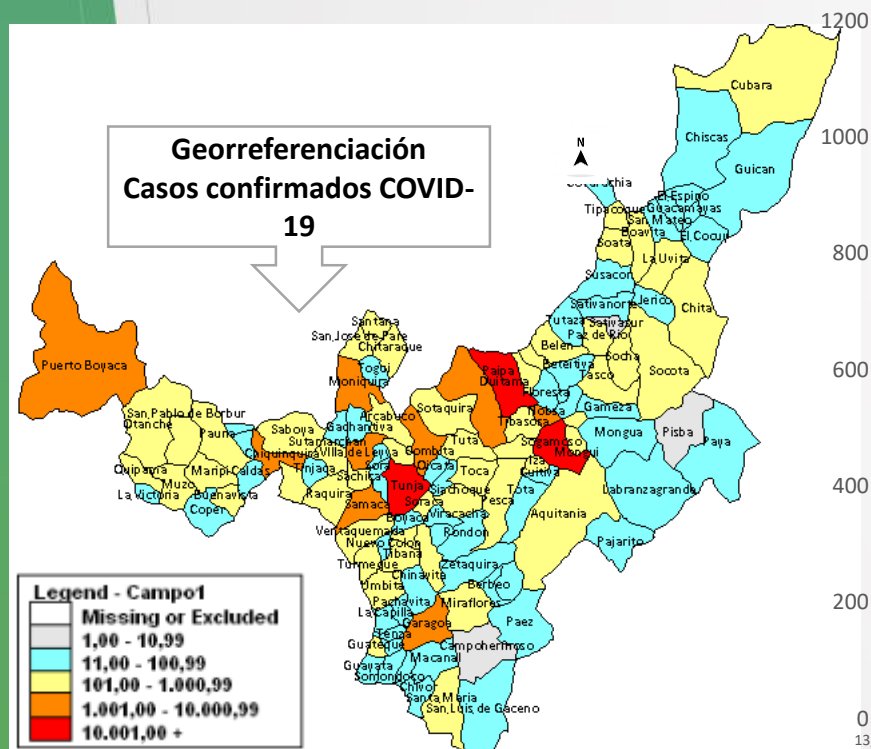 1200
1000
800
600
400
200
0
13
Georreferenciación
Casos confirmados COVID-
19
N
Cubara
Chiscas
Guican
El Espino
Guacamayas
Tipacoque
San Mateo
Boavita
El Cocuy
Soata
La Uvita
Susacon
Jerico
Chita
Sativanorte
Sativasur
Tutaza
Paz de Rio
Socha
Socota
Belen
Beteitiva
Tasco
Santana
San Jose de Pare
Chitaraque
Togui
Moniquira
Puerto Boyaca
Paipa
Duitama
Floresta
Nobsa
Tibasosa
Gameza
Mongua
Pisba
Paya
Sogamoso
Mongui
Labranzagrande
Pajarito
San Pablo de Borbur
Otanche
Pauna
Saboya
Arcabuco
Gachantiva
Sotaquira
Sutamarchan
Chiquinquira
Villa de Leyva
Combita
Tuta
Iza
Cuitiva
Quipama
Muzo
Maripi
Caldas
Tinjaca
Sora
Oicata
Toca
Sachica
Raquira
Tunja
Siachoque
Pesca
Tota
Aquitania
La Victoria
Buenavista
Coper
Samaca
Soraca
Boyaca
Viracacha
Ventaquemada
Rondon
Nuevo Colon
Tibana
Turmeque
Zetaquira
Chinavita
Umbita
Berbeo
Pachavita
Miraflores
La Capilla
Garagoa
Paez
Tenza
Guateque
Campohermoso
Guayata
Macanal
Somondoco
Chivor
Santa Maria
San Luis de Gaceno
Legend - Campo1
Missing or Excluded
1,00 - 10,99
11,00 - 100,99
101,00 - 1.000,99
1.001,00 - 10.000,99
10.001,00 +